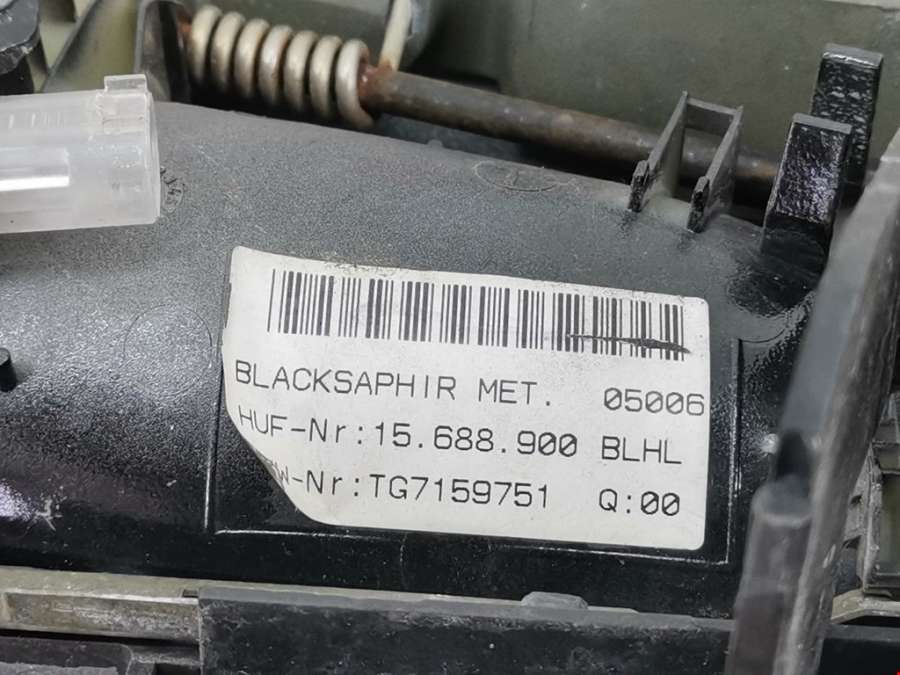 BLACKSAPHIR MET. 05006
HUF-Nr:15.688.900 BLHL
W-Nr:TG7159751 Q:00